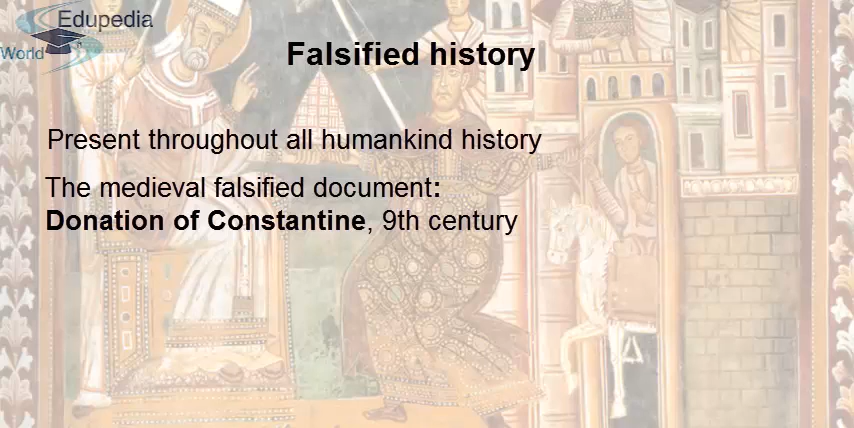 Edupedia
World
Falsified history
Present throughout all humankind history
The medieval falsified document:
Donation of Constantine, 9th century